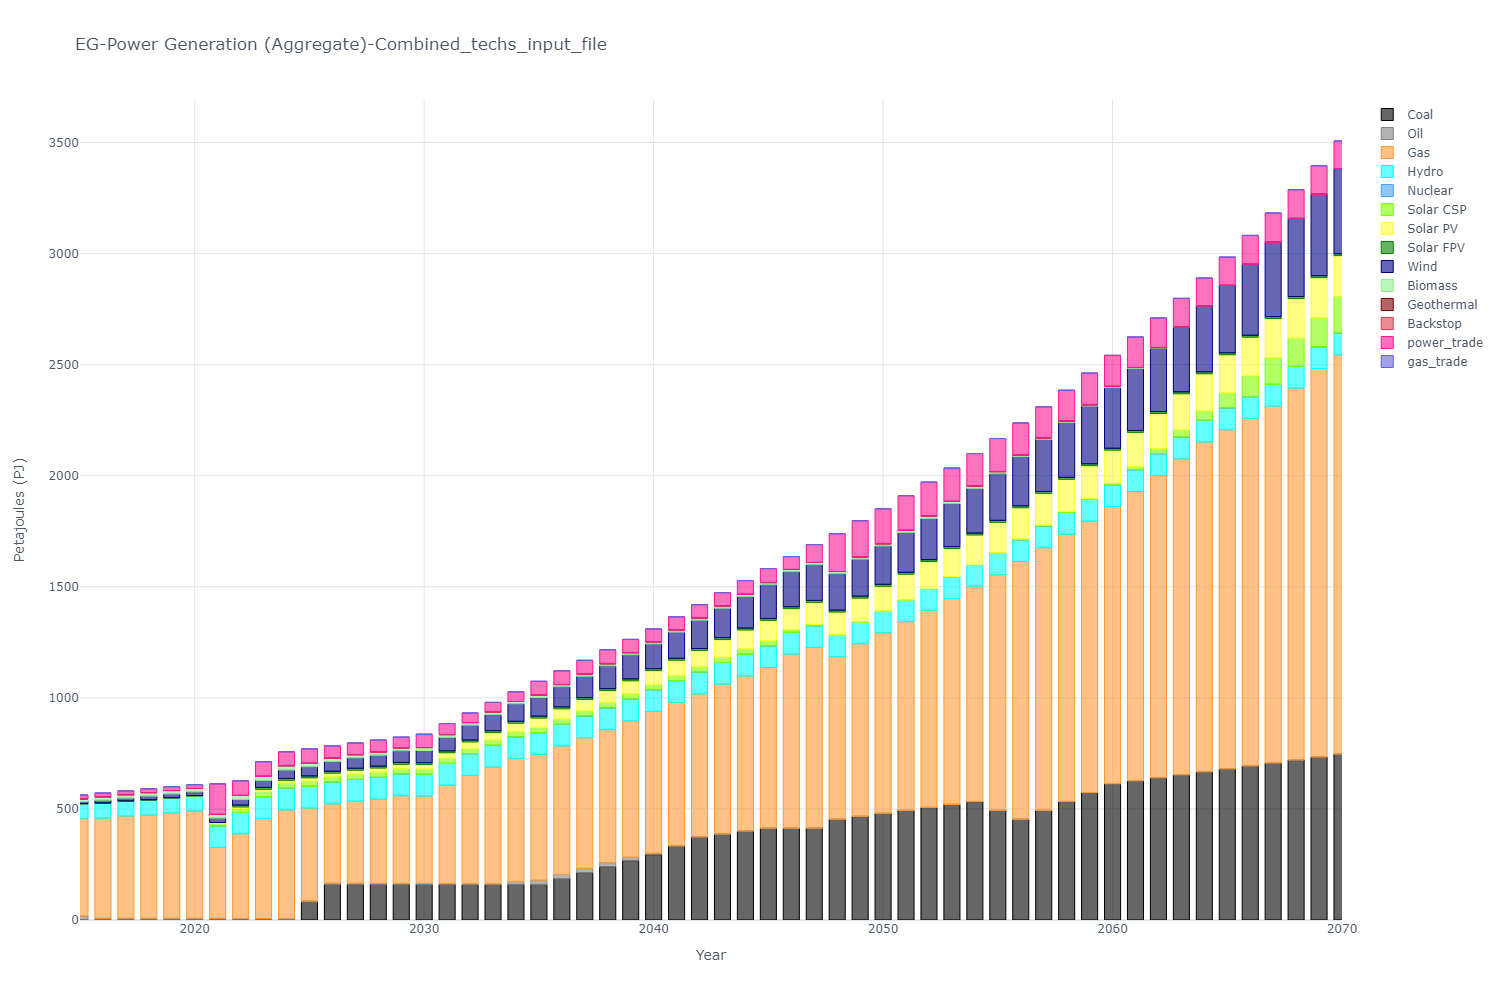 EG-Power Generation (Aggregate)-Combined_techs_input_file
3500
3000
2500
2000
1500
1000
500
0
Petajoules (PJ)
2020
2030
2040
2050
2060
2070
Year
Coal
Oil
Gas
Hydro
Nuclear
Solar CSP
Solar PV
Solar FPV
Wind
Biomass
Geothermal
Backstop
power_trade
gas_trade